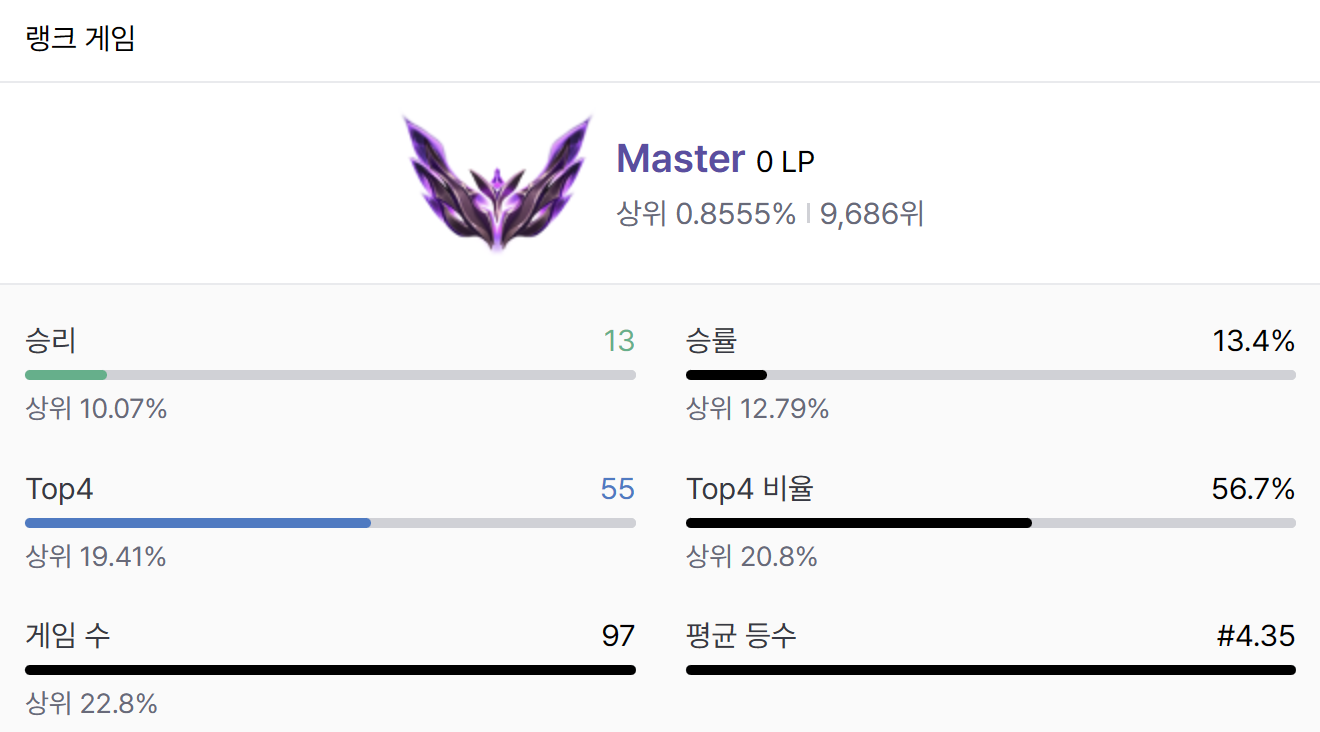 랭크 게임
Master 0 LP
상위 0.8555% | 9,686위
승리 13
상위 10.07%
승률 13.4%
상위 12.79%
Top4 55
상위 19.41%
Top4 비율 56.7%
상위 20.8%
게임 수 97
상위 22.8%
평균 등수 #4.35